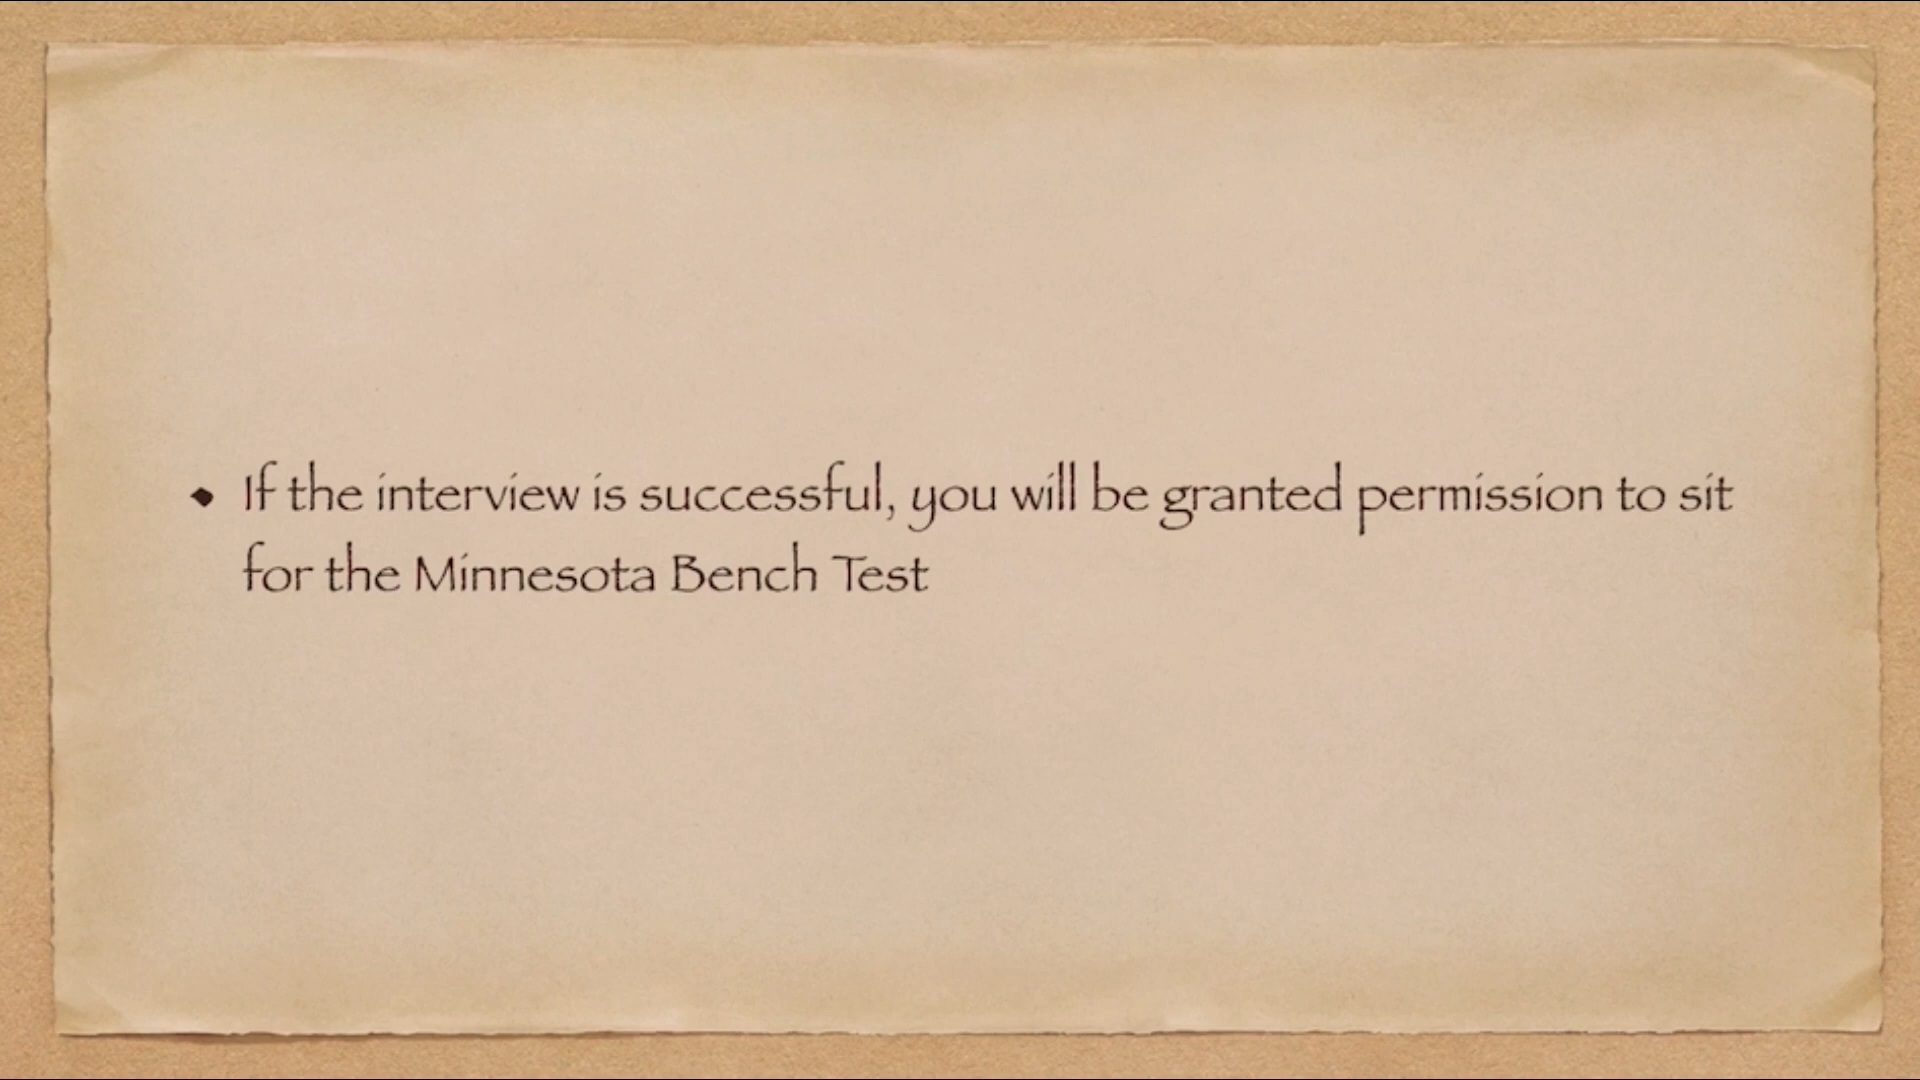 • If the interview is successful, you will be granted permission to sit
for the Minnesota Bench Test